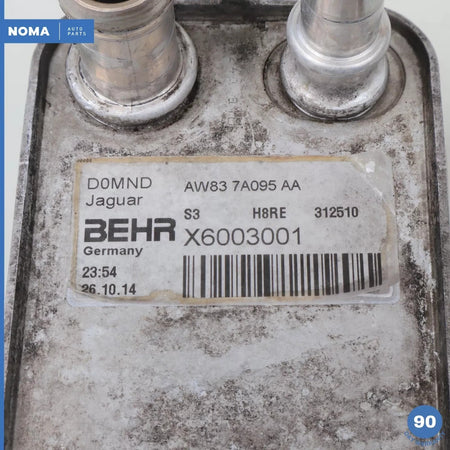 NOMA AUTO
PARTS
D0MND AW83 7A095 AA
Jaguar
S3 H8RE 312510
BEHR X6003001
Germany
23:54
26.10.14
90